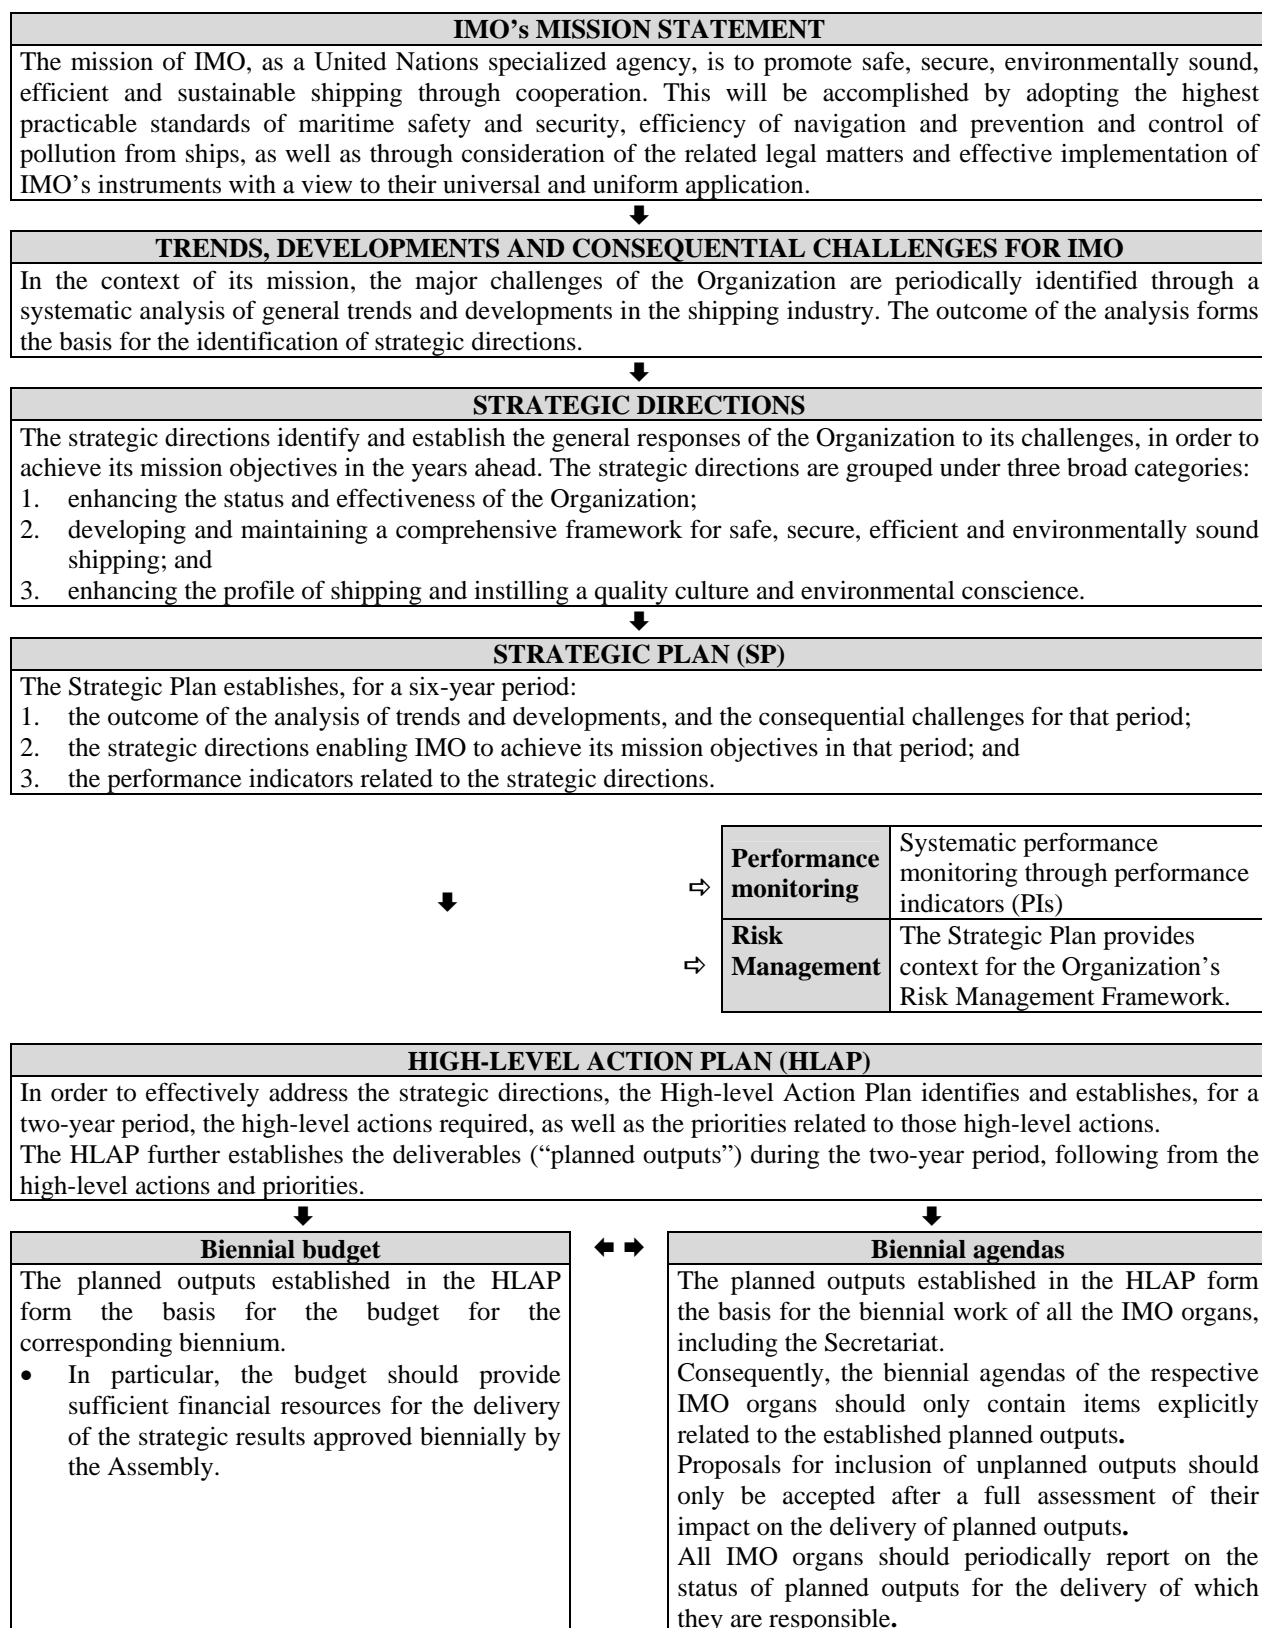 IMO’s MISSION STATEMENT
The mission of IMO, as a United Nations specialized agency, is to promote safe, secure, environmentally sound,
efficient and sustainable shipping through cooperation. This will be accomplished by adopting the highest
practicable standards of maritime safety and security, efficiency of navigation and prevention and control of
pollution from ships, as well as through consideration of the related legal matters and effective implementation of
IMO’s instruments with a view to their universal and uniform application.
TRENDS, DEVELOPMENTS AND CONSEQUENTIAL CHALLENGES FOR IMO
In the context of its mission, the major challenges of the Organization are periodically identified through a
systematic analysis of general trends and developments in the shipping industry. The outcome of the analysis forms
the basis for the identification of strategic directions.
STRATEGIC DIRECTIONS
The strategic directions identify and establish the general responses of the Organization to its challenges, in order to
achieve its mission objectives in the years ahead. The strategic directions are grouped under three broad categories:
1. enhancing the status and effectiveness of the Organization;
2. developing and maintaining a comprehensive framework for safe, secure, efficient and environmentally sound
shipping; and
3. enhancing the profile of shipping and instilling a quality culture and environmental conscience.
STRATEGIC PLAN (SP)
The Strategic Plan establishes, for a six-year period:
1. the outcome of the analysis of trends and developments, and the consequential challenges for that period;
2. the strategic directions enabling IMO to achieve its mission objectives in that period; and
3. the performance indicators related to the strategic directions.
Performance
monitoring
Systematic performance
monitoring through performance
indicators (PIs)
Risk
Management
The Strategic Plan provides
context for the Organization’s
Risk Management Framework.
HIGH-LEVEL ACTION PLAN (HLAP)
In order to effectively address the strategic directions, the High-level Action Plan identifies and establishes, for a
two-year period, the high-level actions required, as well as the priorities related to those high-level actions.
The HLAP further establishes the deliverables (“planned outputs”) during the two-year period, following from the
high-level actions and priorities.
Biennial budget
The planned outputs established in the HLAP
form the basis for the budget for the
corresponding biennium.
• In particular, the budget should provide
sufficient financial resources for the delivery
of the strategic results approved biennially by
the Assembly.
Biennial agendas
The planned outputs established in the HLAP form
the basis for the biennial work of all the IMO organs,
including the Secretariat.
Consequently, the biennial agendas of the respective
IMO organs should only contain items explicitly
related to the established planned outputs.
Proposals for inclusion of unplanned outputs should
only be accepted after a full assessment of their
impact on the delivery of planned outputs.
All IMO organs should periodically report on the
status of planned outputs for the delivery of which
they are responsible.